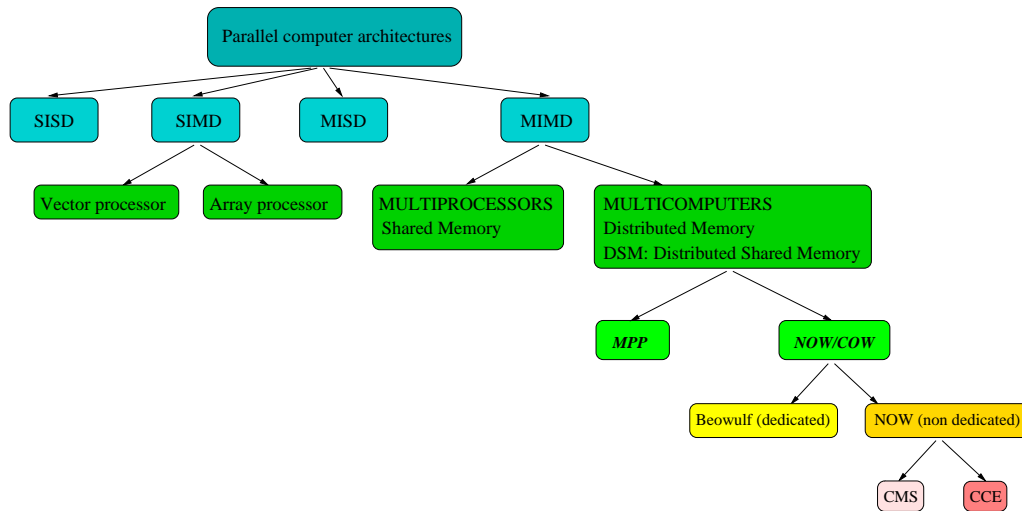 Parallel computer architectures
SISD
SIMD
MISD
MIMD
Vector processor
Array processor
MULTIPROCESSORS
Shared Memory
MULTICOMPUTERS
Distributed Memory
DSM: Distributed Shared Memory
MPP
NOW/COW
Beowulf (dedicated)
NOW (non dedicated)
CMS
CCE